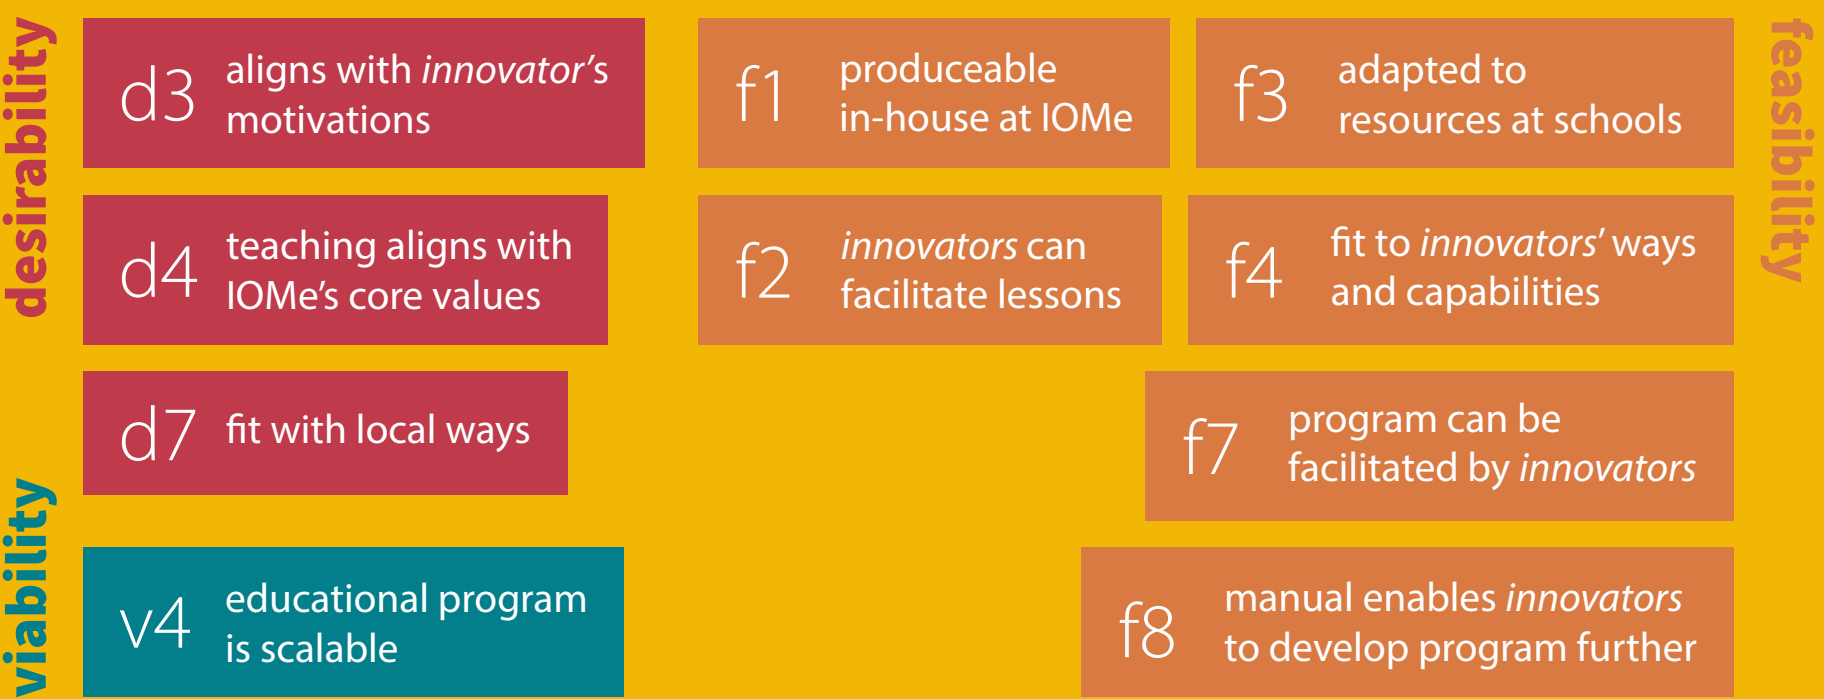 desirability
d3
aligns with innovator's
motivations
d4
teaching aligns with
IOMe's core values
d7
fit with local ways
viability
v4
educational program
is scalable
f1
produceable
in-house at IOMe
f2
innovators can
facilitate lessons
feasibility
f3
adapted to
resources at schools
f4
fit to innovators' ways
and capabilities
f7
program can be
facilitated by innovators
f8
manual enables innovators
to develop program further